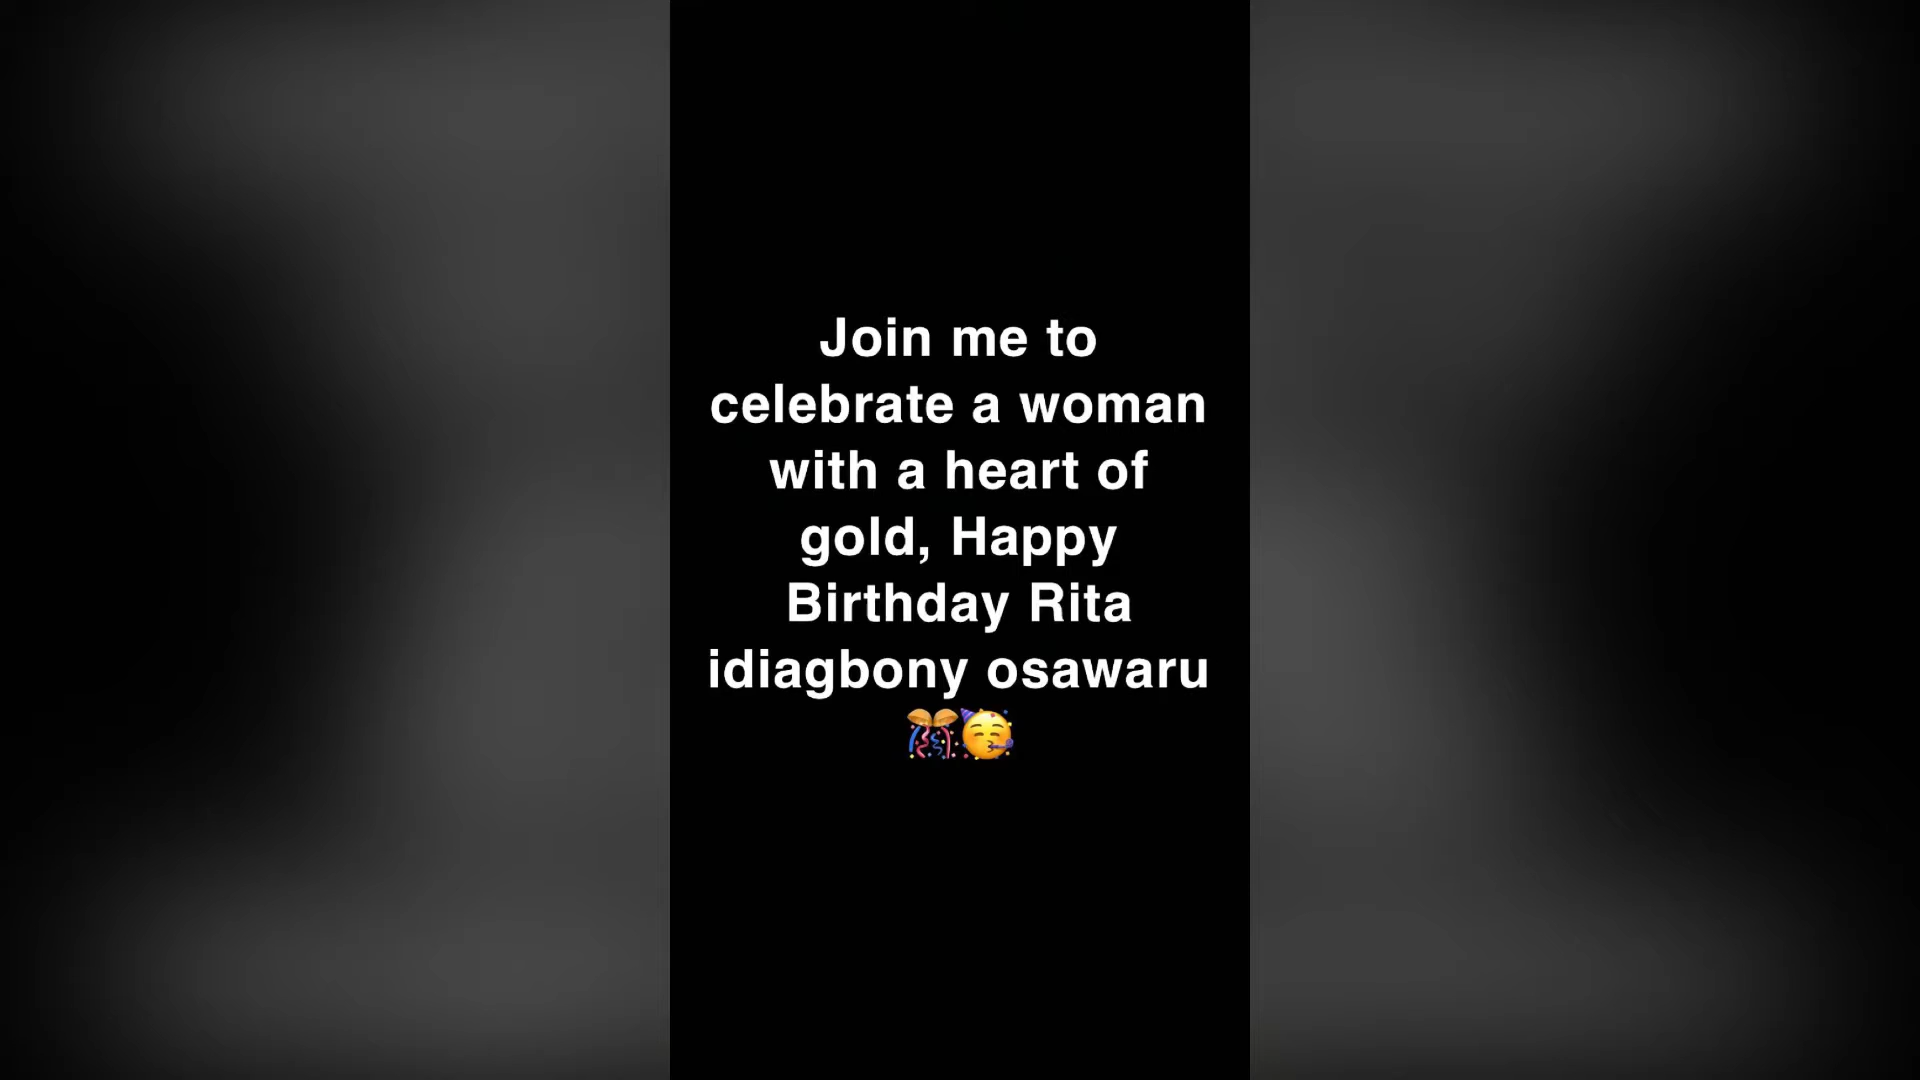 Join me to
celebrate a woman
with a heart of
gold, Happy
Birthday Rita
idiagbony osawaru
🎊🥳